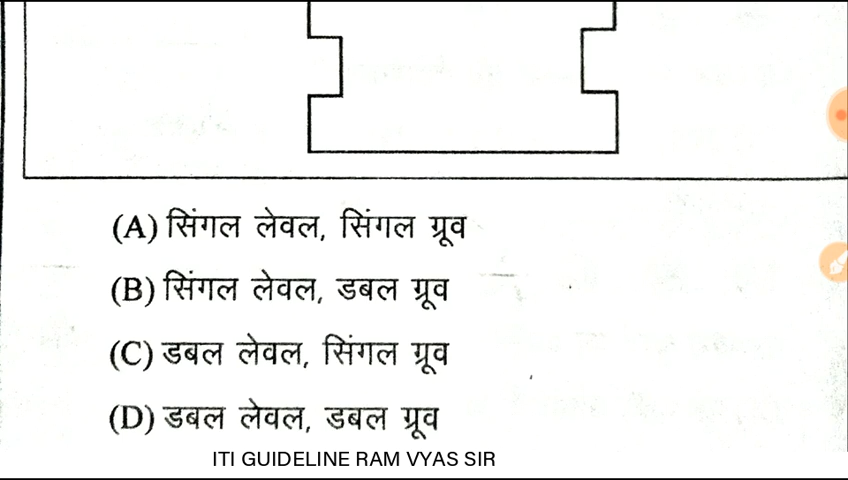 (A) सिंगल लेवल, सिंगल ग्रूव
(B) सिंगल लेवल, डबल ग्रूव
(C) डबल लेवल, सिंगल ग्रूव
(D) डबल लेवल, डबल ग्रूव
ITI GUIDELINE RAM VYAS SIR